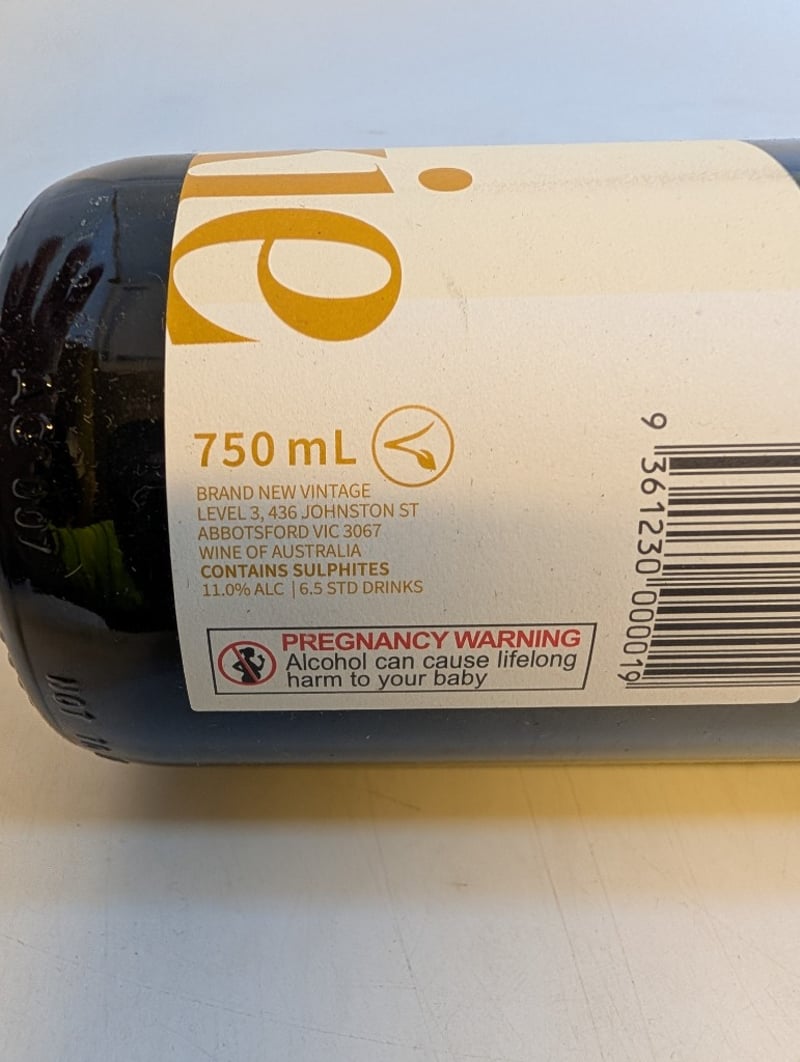 750 mL
BRAND NEW VINTAGE
LEVEL 3, 436 JOHNSTON ST
ABBOTSFORD VIC 3067
WINE OF AUSTRALIA
CONTAINS SULPHITES
11.0% ALC | 6.5 STD DRINKS
PREGNANCY WARNING
Alcohol can cause lifelong
harm to your baby
9 361230 000019